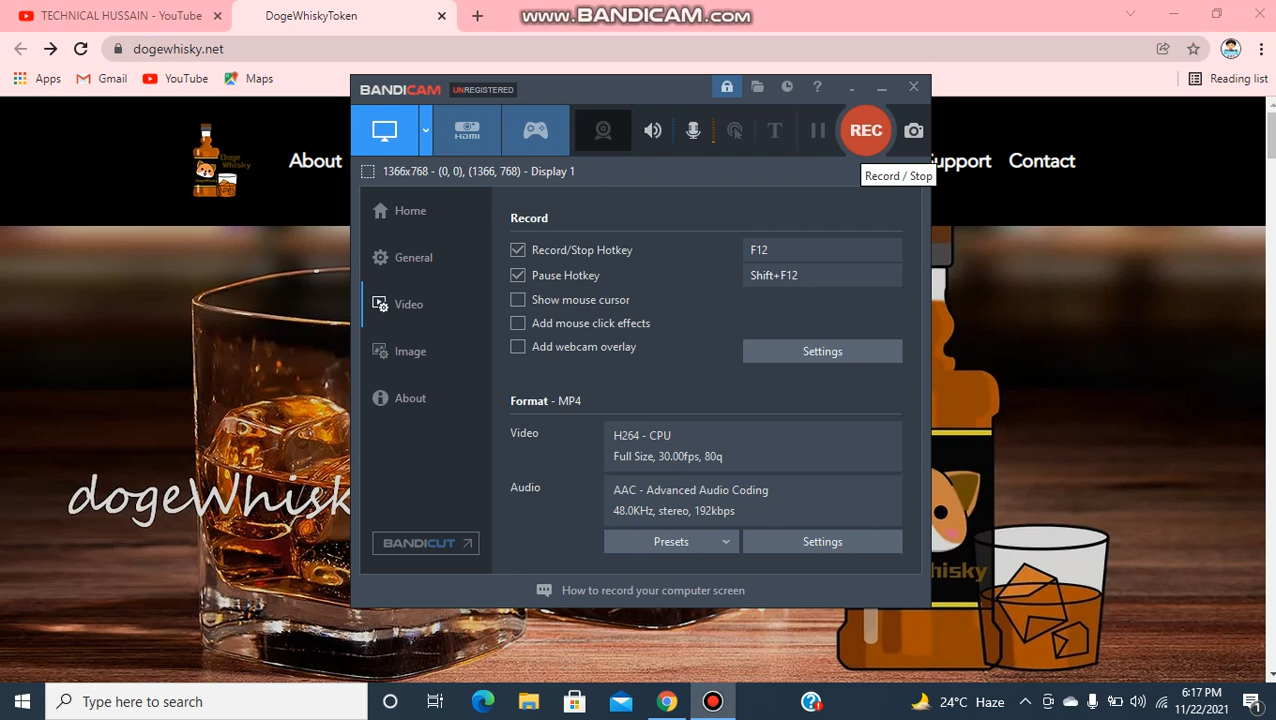 TECHNICAL HUSSAIN - YouTube
DogeWhiskyToken
www.BANDICAM.com
dogewhisky.net
Apps
Gmail
YouTube
Maps
Reading list
BANDICAM UNREGISTERED
HDMI
T
REC
Doge Whisky
About
upport
Contact
1366x768 - (0, 0), (1366, 768) - Display 1
Record / Stop
Home
General
Video
Image
About
BANDICUT
Record
Record/Stop Hotkey
F12
Pause Hotkey
Shift+F12
Show mouse cursor
Add mouse click effects
Add webcam overlay
Settings
Format - MP4
Video
H264 - CPU
Full Size, 30.00fps, 80q
Audio
AAC - Advanced Audio Coding
48.0KHz, stereo, 192kbps
Presets
Settings
How to record your computer screen
dogeWhisk
hisky
Type here to search
24°C Haze
6:17 PM
11/22/2021
1